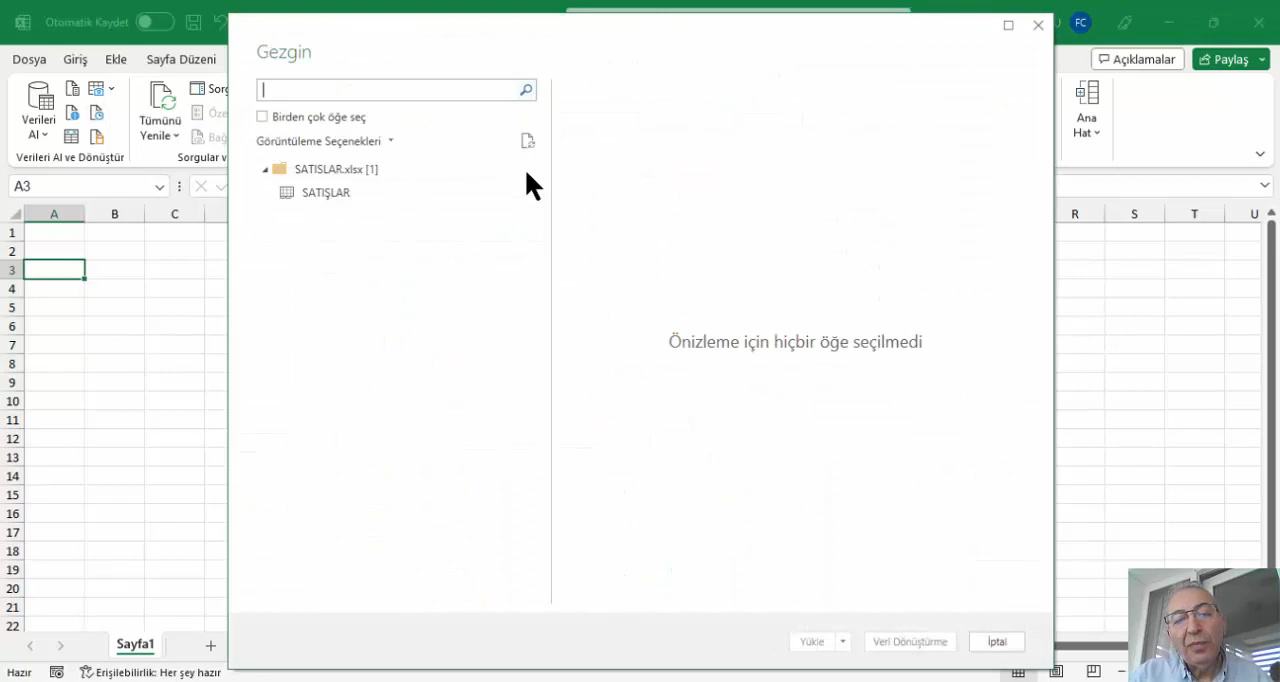 Otomatik Kaydet
FC
Dosya
Giriş
Ekle
Sayfa Düzeni
Açıklamalar
Paylaş
Verileri
Al
Tümünü
Yenile
Ana
Hat
Verileri Al ve Dönüştür
Sorgular v
A3
A
B
C
R
S
T
U
1
2
3
4
5
6
7
8
9
10
11
12
13
14
15
16
17
18
19
20
21
22
Gezgin
Birden çok öğe seç
Görüntüleme Seçenekleri
SATISLAR.xlsx [1]
SATIŞLAR
Önizleme için hiçbir öğe seçilmedi
Yükle
Veri Dönüştürme
İptal
Sayfa1
Hazır
Erişilebilirlik: Her şey hazır